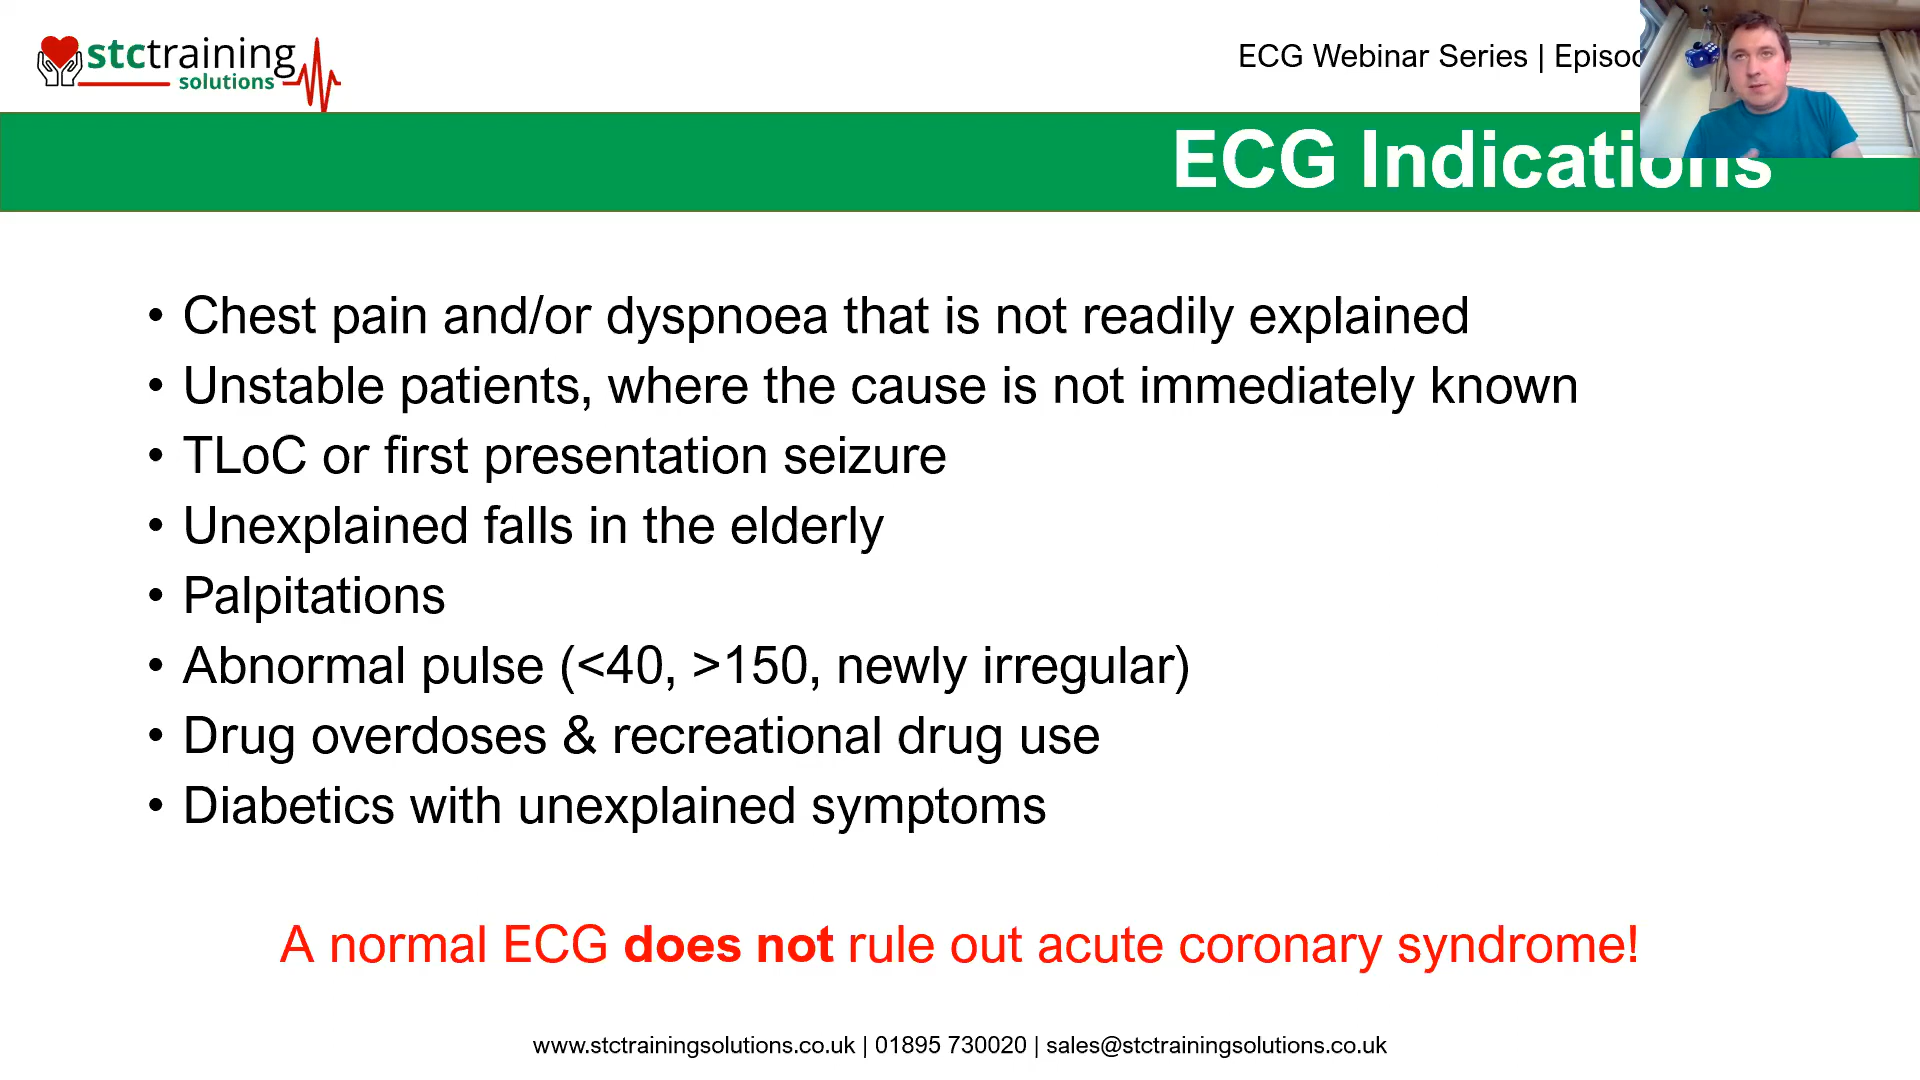 stctraining
solutions
ECG Webinar Series |
ECG Indications
• Chest pain and/or dyspnoea that is not readily explained
• Unstable patients, where the cause is not immediately known
• TLoC or first presentation seizure
• Unexplained falls in the elderly
• Palpitations
• Abnormal pulse (<40, >150, newly irregular)
• Drug overdoses & recreational drug use
• Diabetics with unexplained symptoms
A normal ECG does not rule out acute coronary syndrome!
www.stctrainingsolutions.co.uk | 01895 730020 | sales@stctrainingsolutions.co.uk